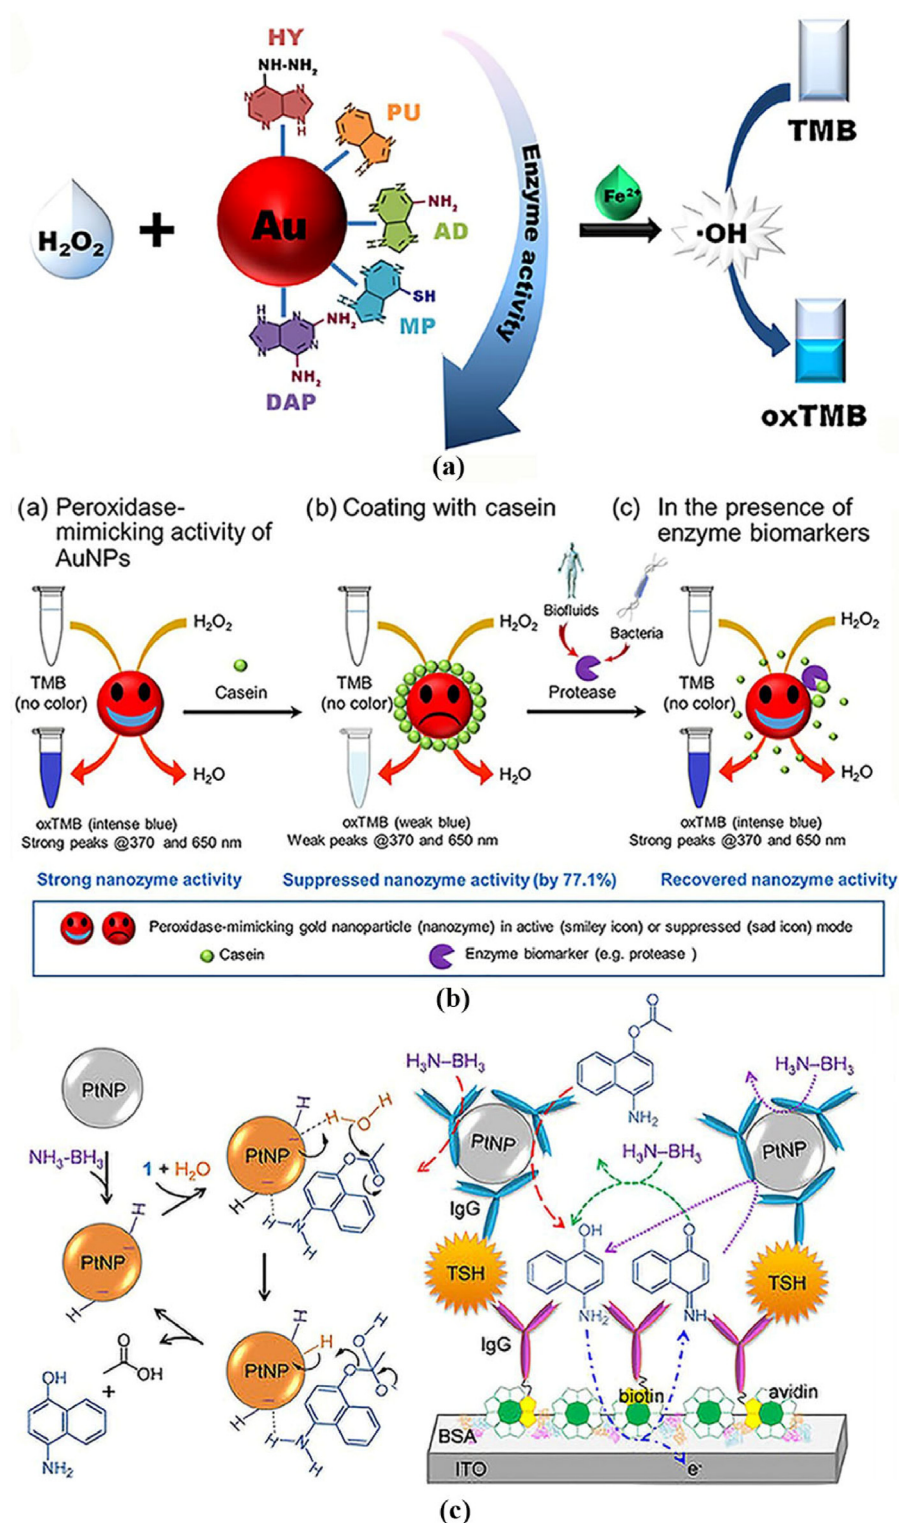 HY
NH-NH₂
N
N
N
N
H
PU
N
N
N
N
H
Au
N
N
NH₂
AD
N
N
H
N
N
SH
MP
N
N
H
H
N
N
NH₂
N
N
NH₂
DAP
H₂O₂
+
Enzyme activity
Fe²⁺
·OH
TMB
oxTMB
(a)
(a) Peroxidase-
mimicking activity of
AuNPs
(b) Coating with casein
(c) In the presence of
enzyme biomarkers
H₂O₂
TMB
(no color)
H₂O
oxTMB (intense blue)
Strong peaks @370 and 650 nm
Strong nanozyme activity
Casein
H₂O₂
TMB
(no color)
H₂O
oxTMB (weak blue)
Weak peaks @370 and 650 nm
Suppressed nanozyme activity (by 77.1%)
Biofluids
Bacteria
Protease
H₂O₂
TMB
(no color)
H₂O
oxTMB (intense blue)
Strong peaks @370 and 650 nm
Recovered nanozyme activity
Peroxidase-mimicking gold nanoparticle (nanozyme) in active (smiley icon) or suppressed (sad icon) mode
Casein
Enzyme biomarker (e.g. protease )
(b)
PtNP
NH₃-BH₃
1 + H₂O
PtNP
H
H
PtNP
H
H
H
O
H
O
O
H
N
H
PtNP
H
H
H
H
O
O
O
H
N
H
O
OH
+
OH
NH₂
H₃N–BH₃
O
O
NH₂
H₃N–BH₃
PtNP
PtNP
H₃N–BH₃
IgG
TSH
TSH
OH
NH₂
O
NH
IgG
biotin
avidin
BSA
ITO
e⁻
(c)